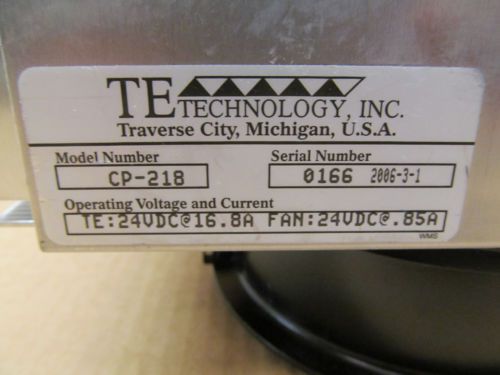 TE TECHNOLOGY, INC.
Traverse City, Michigan, U.S.A.
Model Number Serial Number
CP-218 0166 2006-3-1
Operating Voltage and Current
TE:24VDC@16.8A FAN:24VDC@.85A
WMS